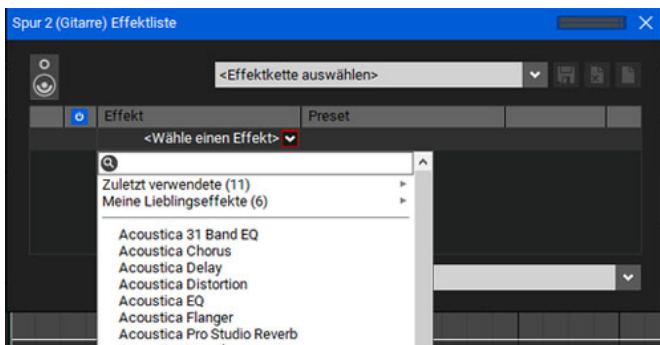 Spur 2 (Gitarre) Effektliste
<Effektkette auswählen>
Effekt Preset
<Wähle einen Effekt>
Zuletzt verwendete (11)
Meine Lieblingseffekte (6)
Acoustica 31 Band EQ
Acoustica Chorus
Acoustica Delay
Acoustica Distortion
Acoustica EQ
Acoustica Flanger
Acoustica Pro Studio Reverb